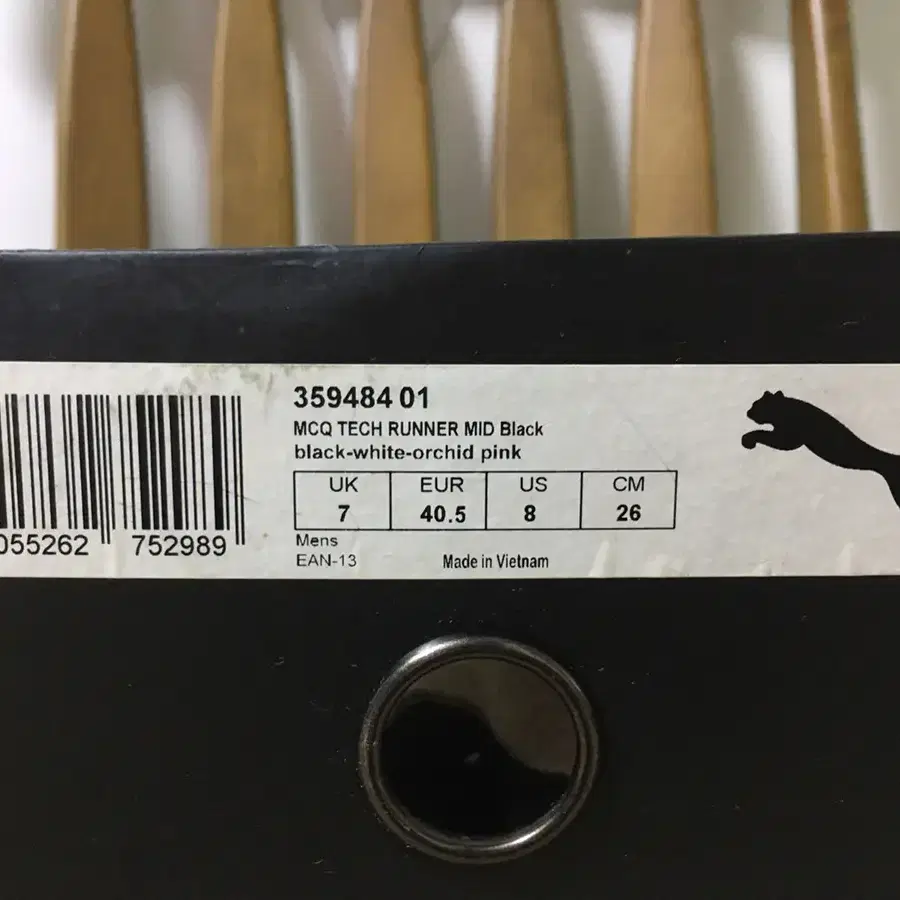 359484 01
MCQ TECH RUNNER MID Black
black-white-orchid pink
UK EUR US CM
7 40.5 8 26
Mens
EAN-13 Made in Vietnam
055262 752989